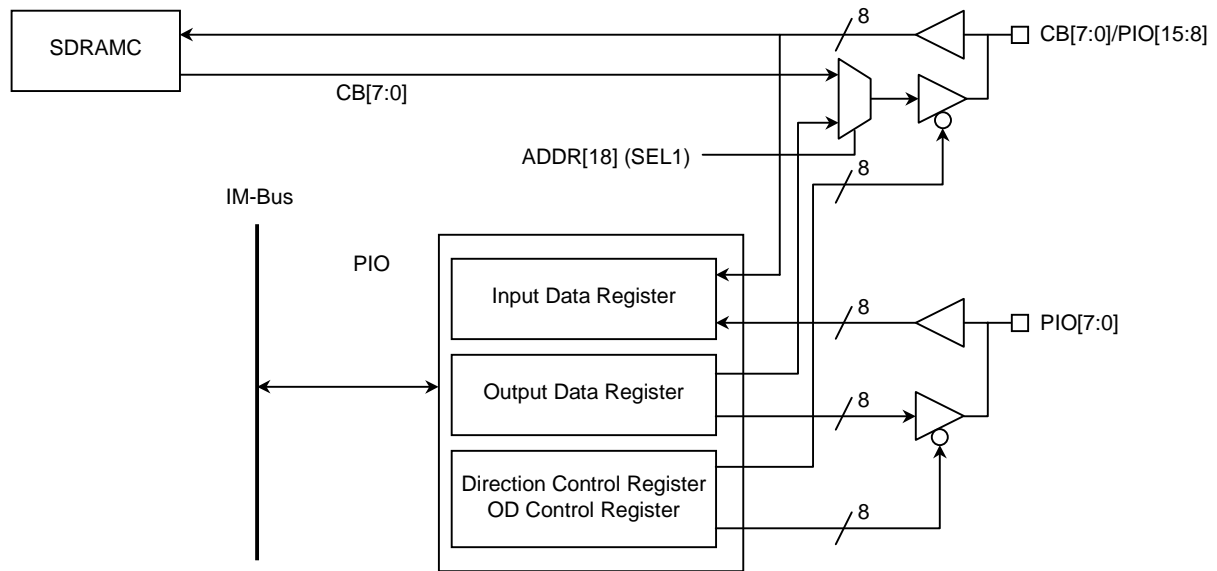 8
SDRAMC
CB[7:0]/PIO[15:8]
CB[7:0]
ADDR[18] (SEL1)
8
IM-Bus
PIO
Input Data Register
8
PIO[7:0]
Output Data Register
8
Direction Control Register
OD Control Register
8